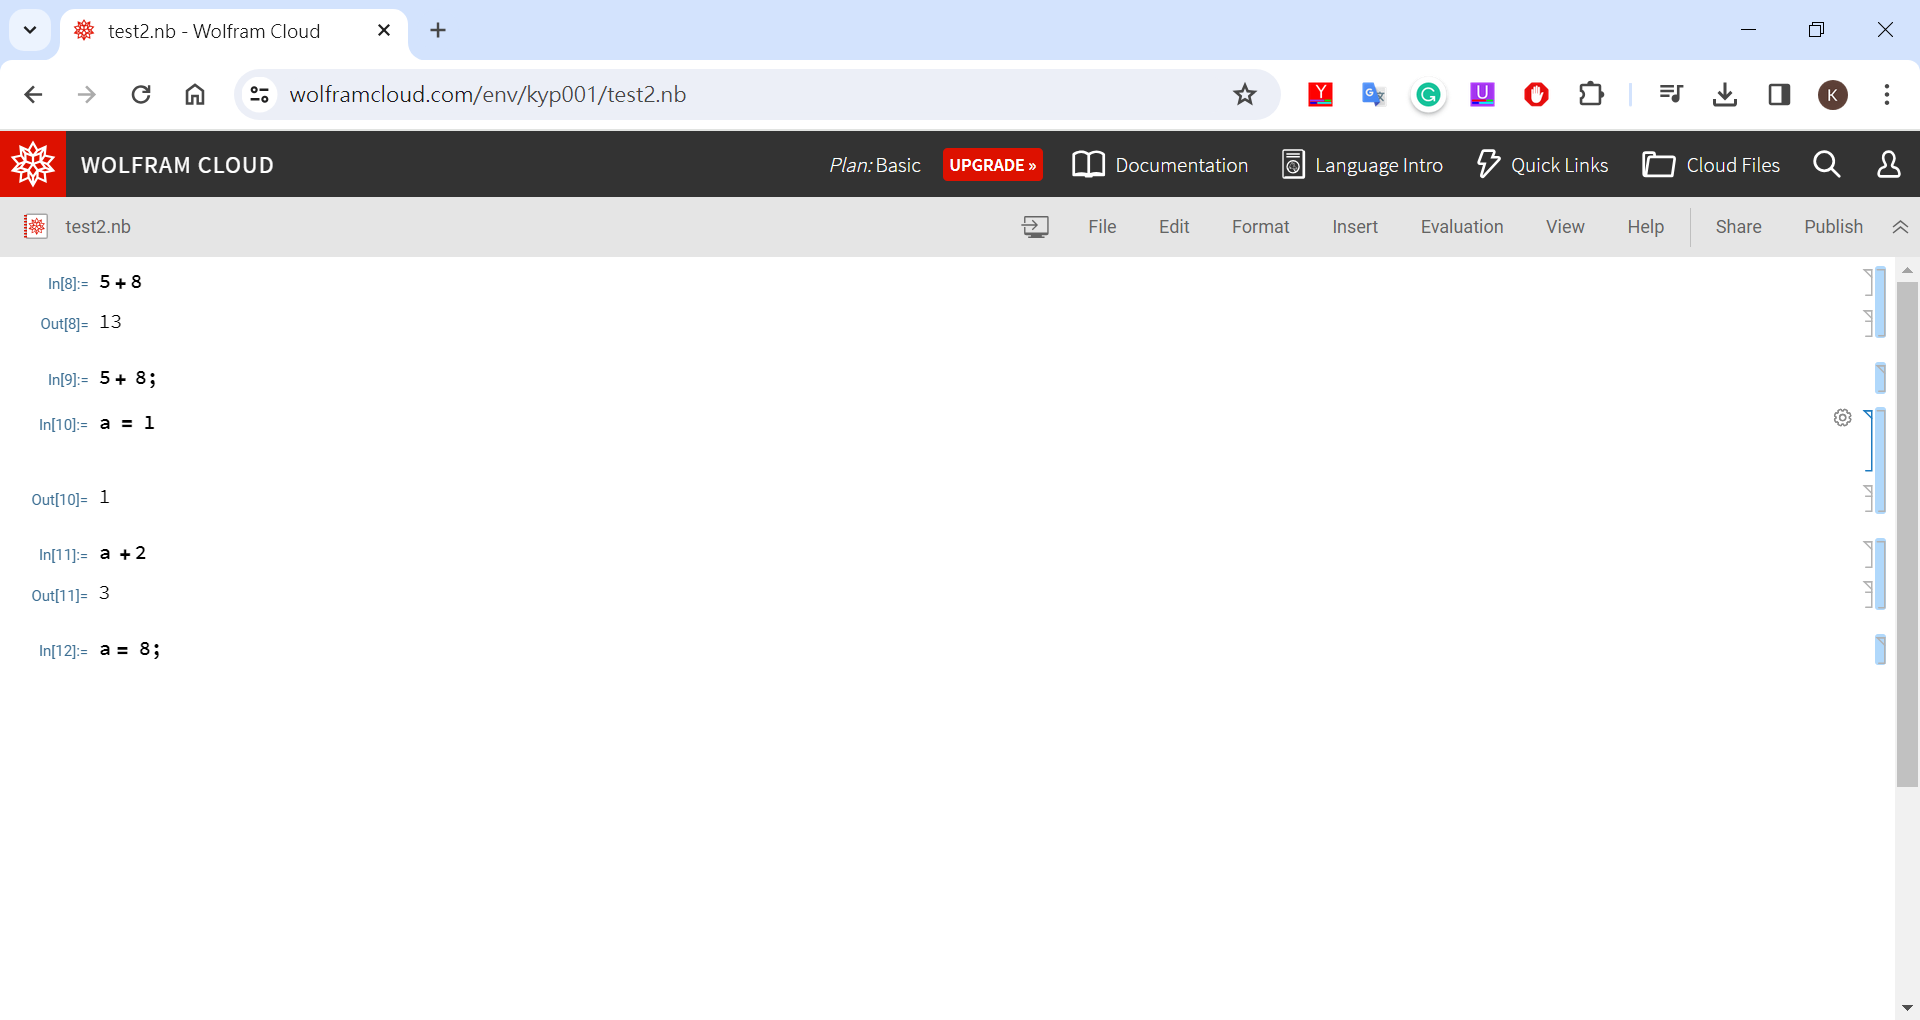 test2.nb - Wolfram Cloud
wolframcloud.com/env/kyp001/test2.nb
Y
G
G
U
K
WOLFRAM CLOUD
Plan: Basic
UPGRADE »
Documentation
Language Intro
Quick Links
Cloud Files
test2.nb
File
Edit
Format
Insert
Evaluation
View
Help
Share
Publish
In[8]:= 5 + 8
Out[8]= 13
In[9]:= 5 + 8;
In[10]:= a = 1
Out[10]= 1
In[11]:= a + 2
Out[11]= 3
In[12]:= a = 8;